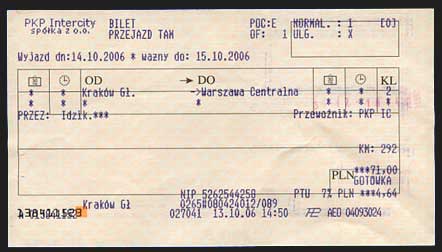 PKP Intercity BILET POC:E NORMAL. : 1 [O]
spółka z o.o. PRZEJAZD TAM OF: 1 ULG. : X
Wyjazd dn:14.10.2006 * ważny do: 15.10.2006
OD → DO KL
* * Kraków Gł. ->Warszawa Centralna * * 2
* * * * * *
PRZEZ: Idzik.*** Przewoźnik: PKP IC
KM: 292
PLN ***71,00
GOTÓWKA
NIP 5262544258 PTU 7% PLN ***4,64
Kraków Gł 0265#080424012/089
027041 13.10.06 14:50 AED 04093024